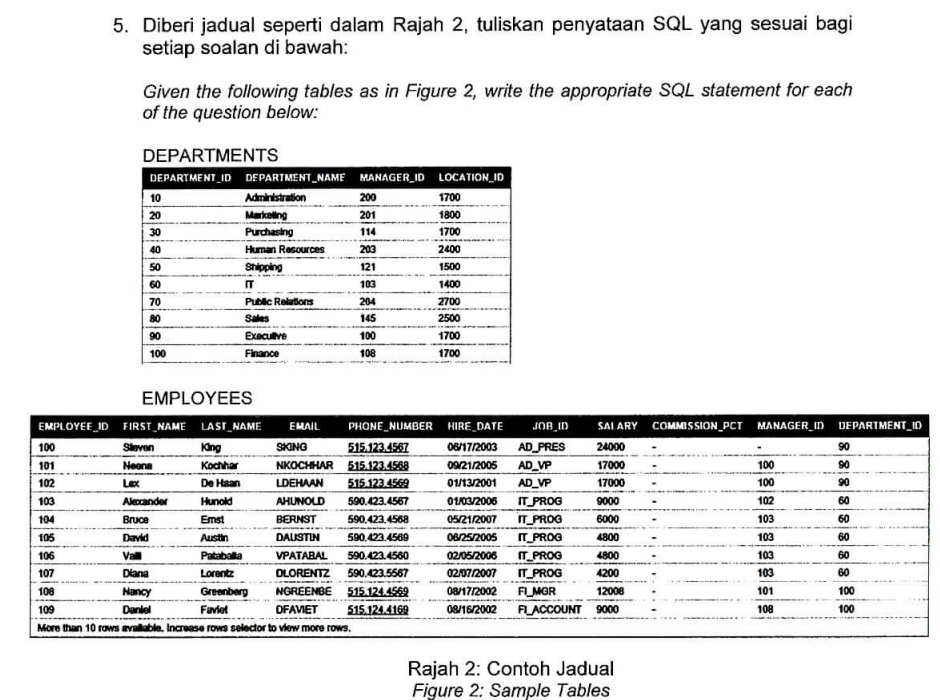 5. Diberi jadual seperti dalam Rajah 2, tuliskan penyataan SQL yang sesuai bagi
setiap soalan di bawah:
Given the following tables as in Figure 2, write the appropriate SQL statement for each
of the question below:
DEPARTMENTS
DEPARTMENT_ID DEPARTMENT_NAME MANAGER_ID LOCATION_ID
10 Administration 200 1700
20 Marketing 201 1800
30 Purchasing 114 1700
40 Human Resources 203 2400
50 Shipping 121 1500
60 IT 103 1400
70 Public Relations 204 2700
80 Sales 145 2500
90 Executive 100 1700
100 Finance 108 1700
EMPLOYEES
EMPLOYEE_ID FIRST_NAME LAST_NAME EMAIL PHONE_NUMBER HIRE_DATE JOB_ID SALARY COMMISSION_PCT MANAGER_ID DEPARTMENT_ID
100 Steven King SKING 515.123.4567 06/17/2003 AD_PRES 24000 - - 90
101 Neena Kochhar NKOCHHAR 515.123.4568 09/21/2005 AD_VP 17000 - 100 90
102 Lex De Haan LDEHAAN 515.123.4569 01/13/2001 AD_VP 17000 - 100 90
103 Alexander Hunold AHUNOLD 590.423.4567 01/03/2006 IT_PROG 9000 - 102 60
104 Bruce Ernst BERNST 590.423.4568 05/21/2007 IT_PROG 6000 - 103 60
105 David Austin DAUSTIN 590.423.4569 06/25/2005 IT_PROG 4800 - 103 60
106 Valli Pataballa VPATABAL 590.423.4560 02/05/2006 IT_PROG 4800 - 103 60
107 Diana Lorentz DLORENTZ 590.423.5567 02/07/2007 IT_PROG 4200 - 103 60
108 Nancy Greenberg NGREENBE 515.124.4569 08/17/2002 FI_MGR 12008 - 101 100
109 Daniel Faviet DFAVIET 515.124.4169 08/16/2002 FI_ACCOUNT 9000 - 108 100
More than 10 rows available. Increase rows selector to view more rows.
Rajah 2: Contoh Jadual
Figure 2: Sample Tables